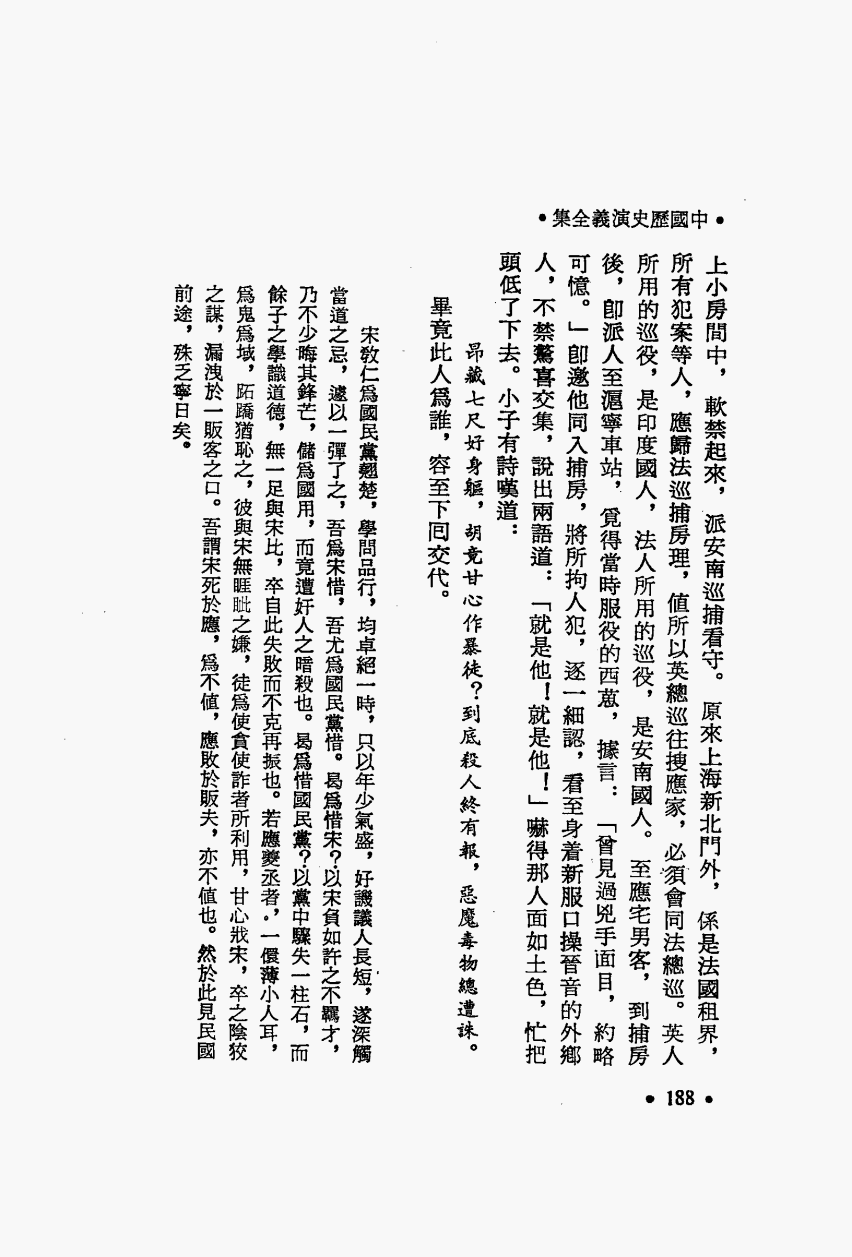 •中國歷史演義全集•
上小房間中，軟禁起來，派安南巡捕看守。原來上海新北門外，係是法國租界，
所有犯案等人，應歸法巡捕房理，値所以英總巡往搜應家，必須會同法總巡。英人
所用的巡役，是印度國人，法人所用的巡役，是安南國人。至應宅男客，到捕房
後，卽派人至滬寧車站，覓得當時服役的西崽，據言：「曾見過兇手面目，約略
可憶。」卽邀他同入捕房，將所拘人犯，逐一細認，看至身着新服口操晉音的外鄉
人，不禁驚喜交集，說出兩語道：「就是他！就是他！」嚇得那人面如土色，忙把
頭低了下去。小子有詩嘆道：
昂藏七尺好身軀，胡竟甘心作暴徒？到底殺人終有報，惡魔毒物總遭誅。
畢竟此人爲誰，容至下回交代。
宋敎仁爲國民黨翹楚，學問品行，均卓絕一時，只以年少氣盛，好譏議人長短，遂深觸
當道之忌，遽以一彈了之，吾爲宋惜，吾尤爲國民黨惜。曷爲惜宋？以宋負如許之不羈才，
乃不少晦其鋒芒，儲爲國用，而竟遭奸人之暗殺也。曷爲惜國民黨？以黨中驟失一柱石，而
餘子之學識道德，無一足與宋比，卒自此失敗而不克再振也。若應夔丞者，一儇薄小人耳，
爲鬼爲域，跖蹻猶恥之，彼與宋無睚眦之嫌，徒爲使貪使詐者所利用，甘心戕宋，卒之陰狡
之謀，漏洩於一販客之口。吾謂宋死於應，爲不値，應敗於販夫，亦不値也。然於此見民國
前途，殊乏寧日矣。
•188•